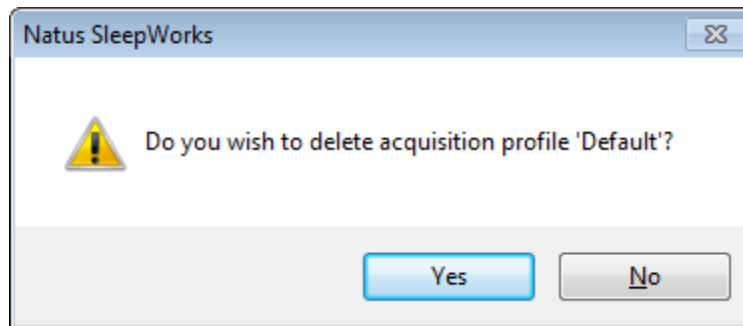 Natus SleepWorks
Do you wish to delete acquisition profile 'Default'?
Yes
No